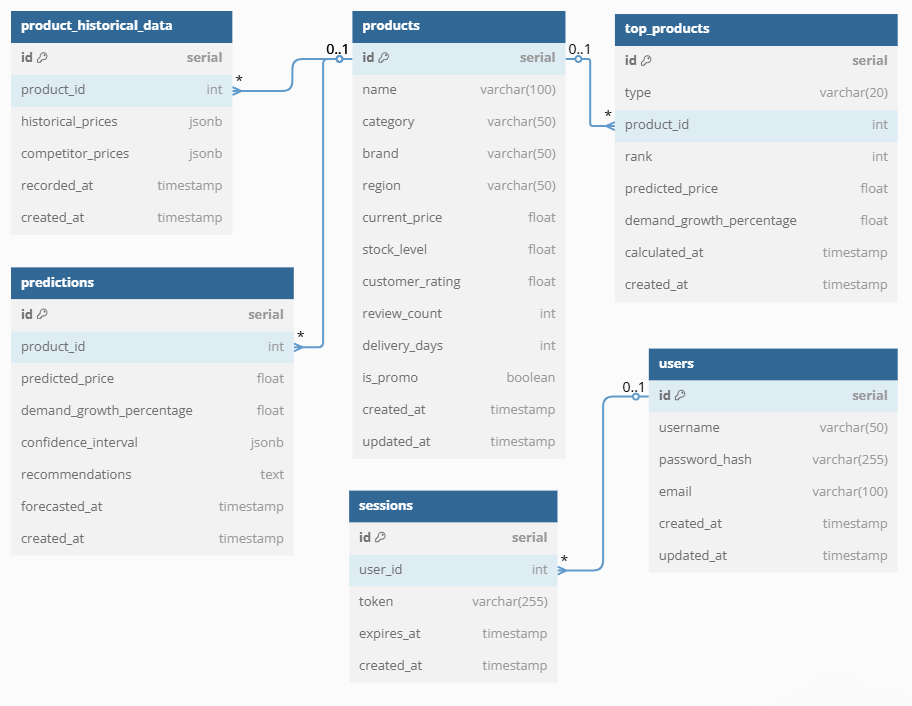 product_historical_data
id serial
product_id int
historical_prices jsonb
competitor_prices jsonb
recorded_at timestamp
created_at timestamp
*
0..1
products
id serial
name varchar(100)
category varchar(50)
brand varchar(50)
region varchar(50)
current_price float
stock_level float
customer_rating float
review_count int
delivery_days int
is_promo boolean
created_at timestamp
updated_at timestamp
0..1
*
top_products
id serial
type varchar(20)
product_id int
rank int
predicted_price float
demand_growth_percentage float
calculated_at timestamp
created_at timestamp
predictions
id serial
product_id int
predicted_price float
demand_growth_percentage float
confidence_interval jsonb
recommendations text
forecasted_at timestamp
created_at timestamp
*
sessions
id serial
user_id int
token varchar(255)
expires_at timestamp
created_at timestamp
*
0..1
users
id serial
username varchar(50)
password_hash varchar(255)
email varchar(100)
created_at timestamp
updated_at timestamp